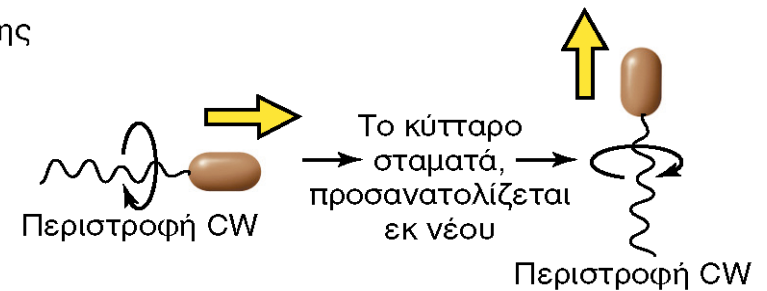 Περιστροφή CW
Το κύτταρο
σταματά,
προσανατολίζεται
εκ νέου
Περιστροφή CW